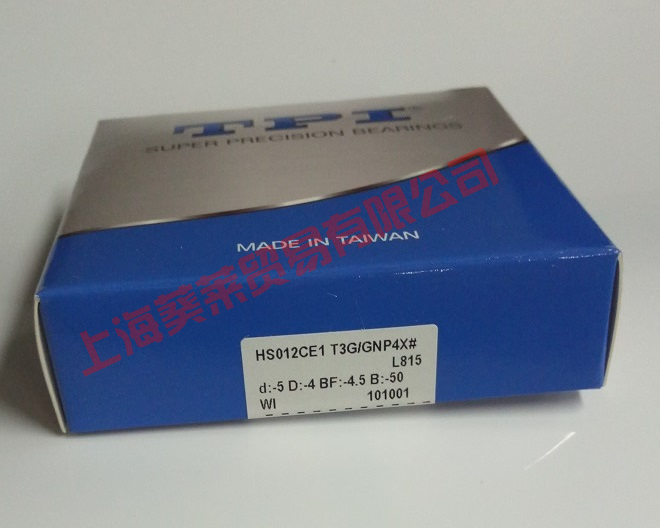 TPI®
SUPER PRECISION BEARINGS
上海葵莱贸易有限公司
MADE IN TAIWAN
HS012CE1 T3G/GNP4X#
L815
d:-5 D:-4 BF:-4.5 B:-50
WI 101001